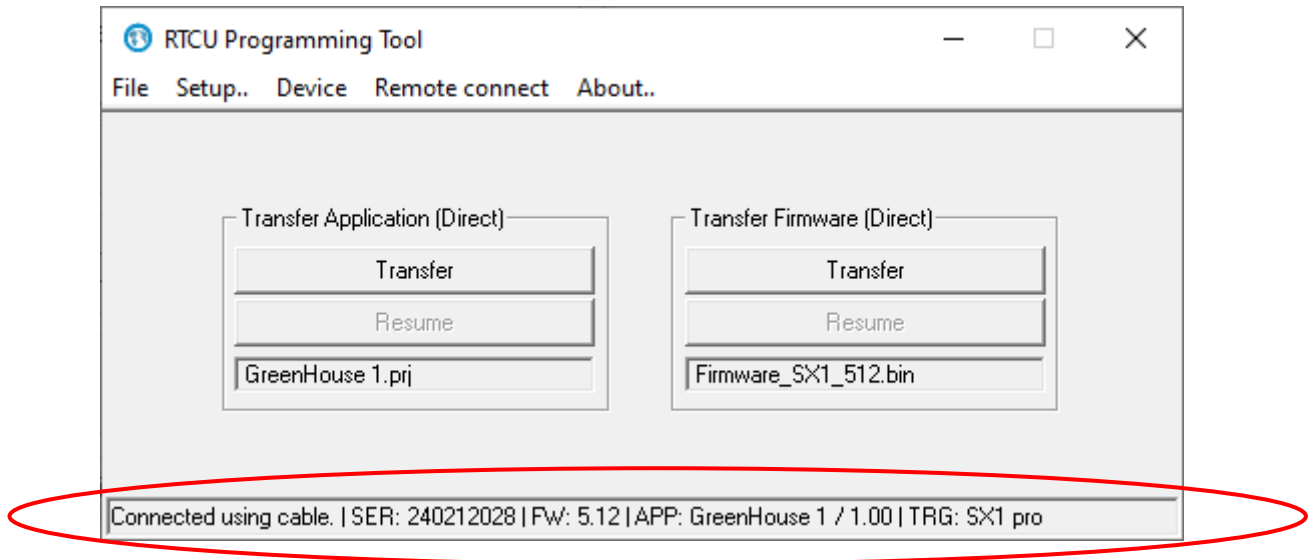 RTCU Programming Tool
File Setup.. Device Remote connect About..
Transfer Application (Direct)
Transfer
Resume
GreenHouse 1.prj
Transfer Firmware (Direct)
Transfer
Resume
Firmware_SX1_512.bin
Connected using cable. | SER: 240212028 | FW: 5.12 | APP: GreenHouse 1 / 1.00 | TRG: SX1 pro